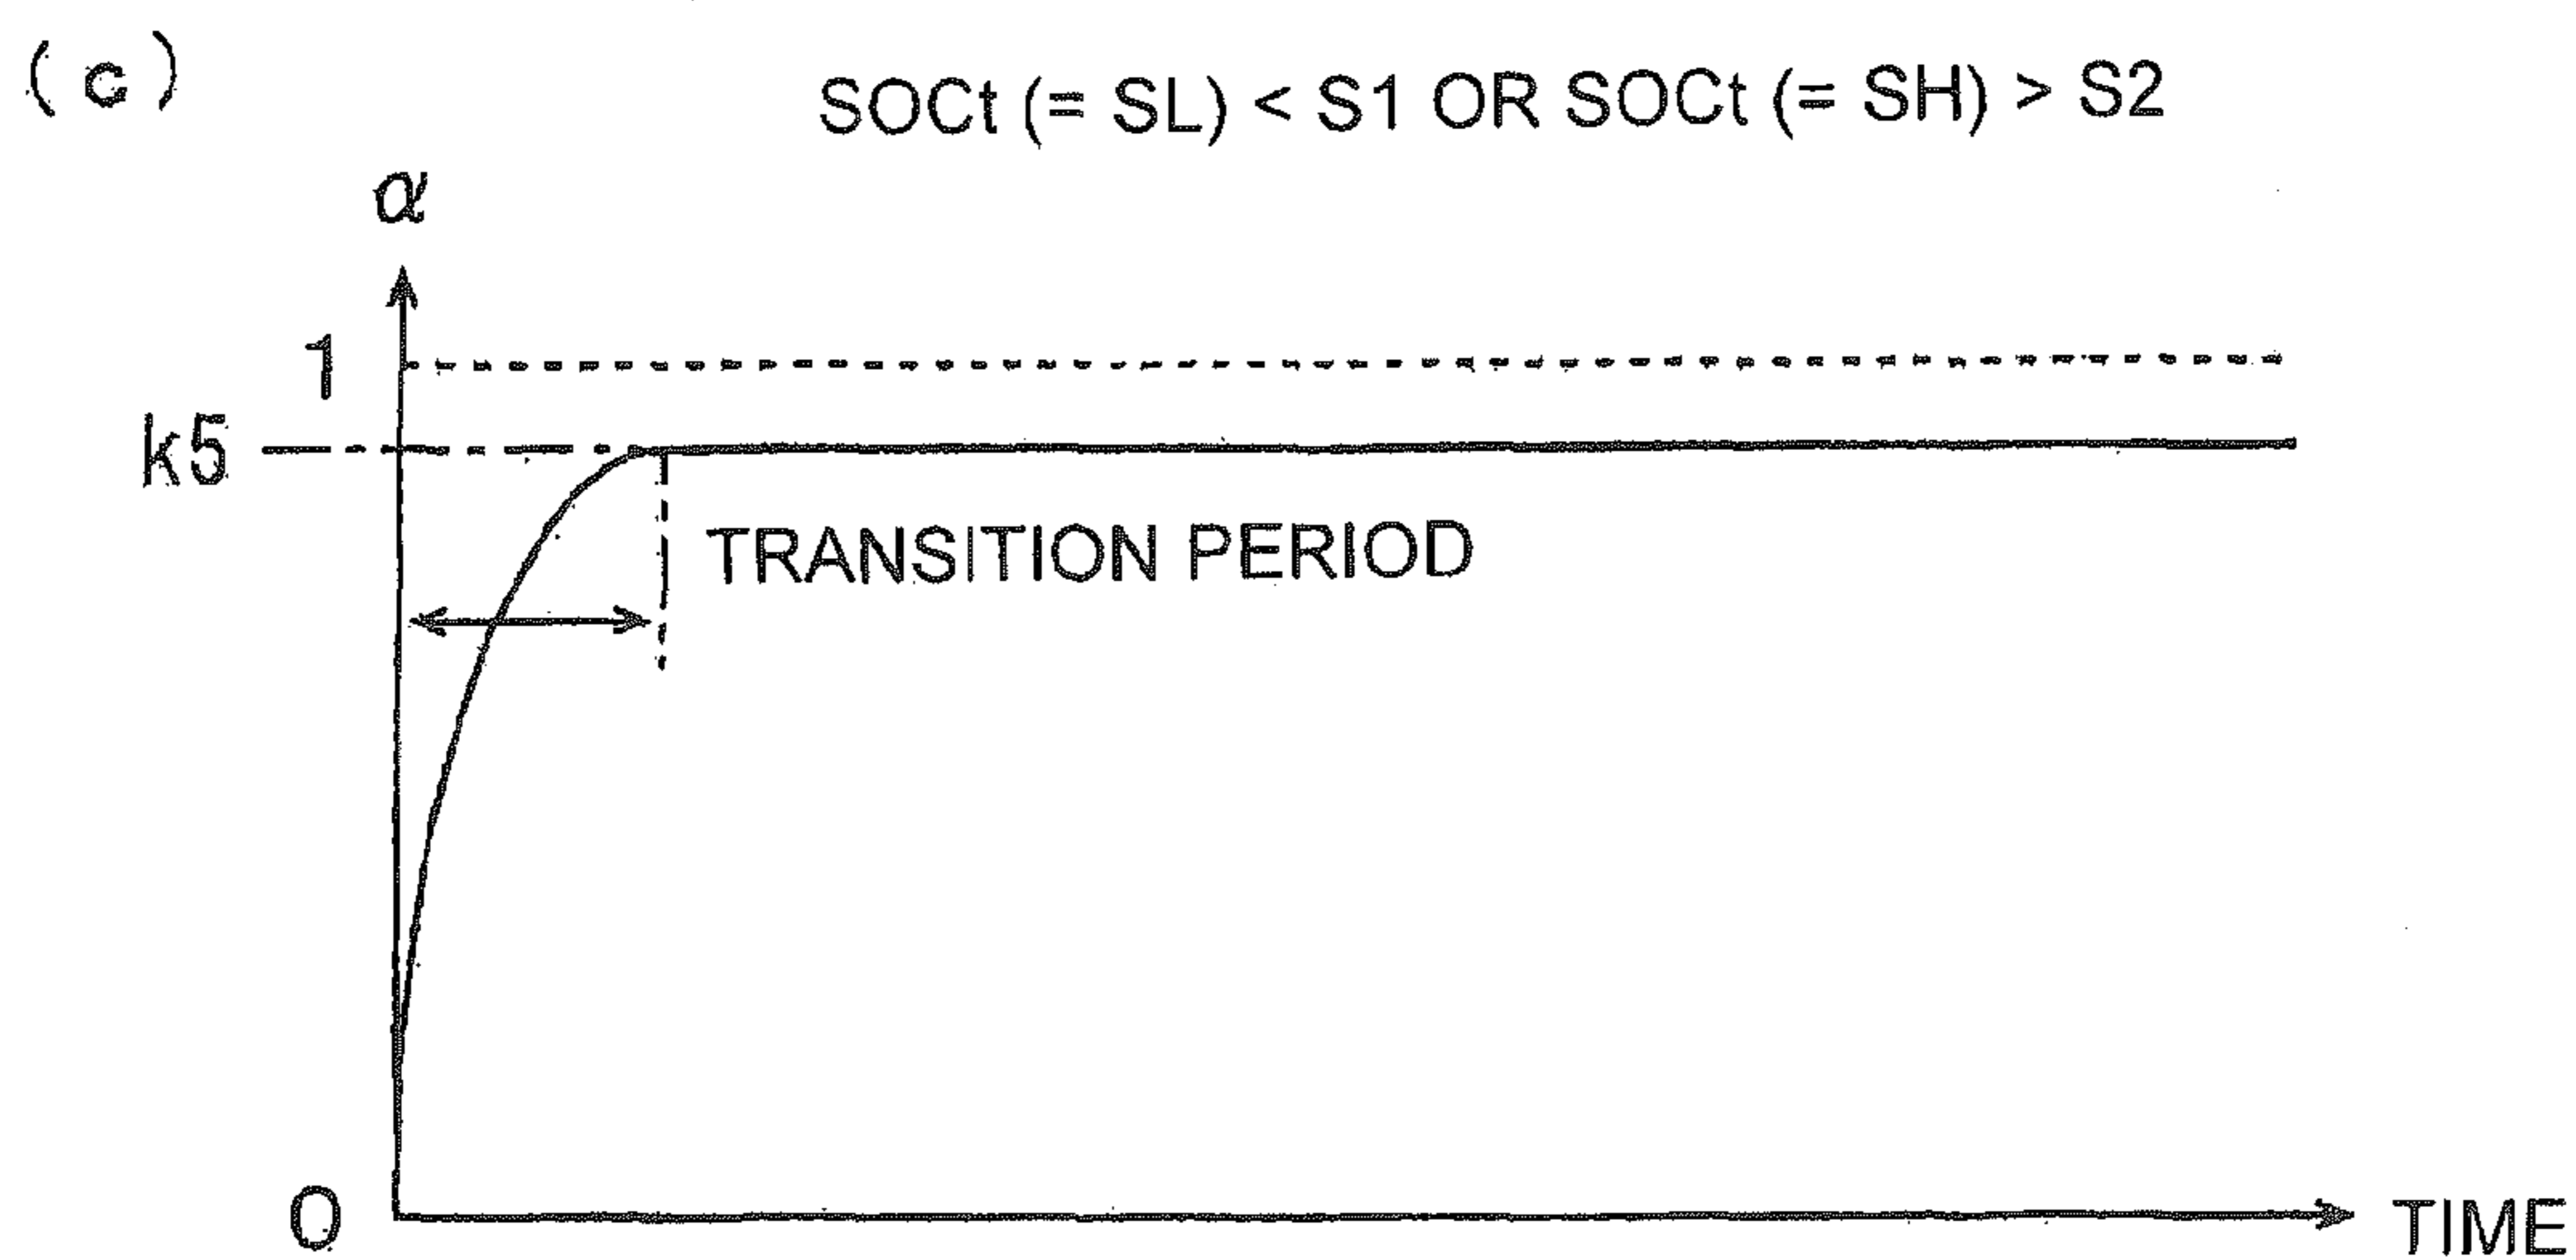 (c)
SOCt (= SL) < S1 OR SOCt (= SH) > S2
α
1
k5
TRANSITION PERIOD
0
TIME